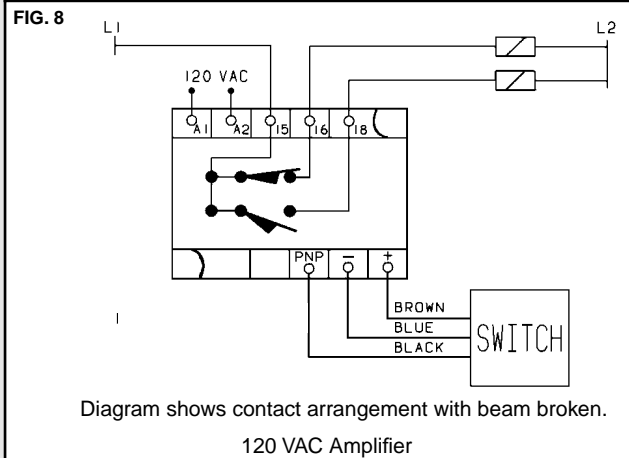 FIG. 8
L1 L2
120 VAC
A1 A2 15 16 18
PNP − +
BROWN
BLUE
BLACK
SWITCH
Diagram shows contact arrangement with beam broken.
120 VAC Amplifier